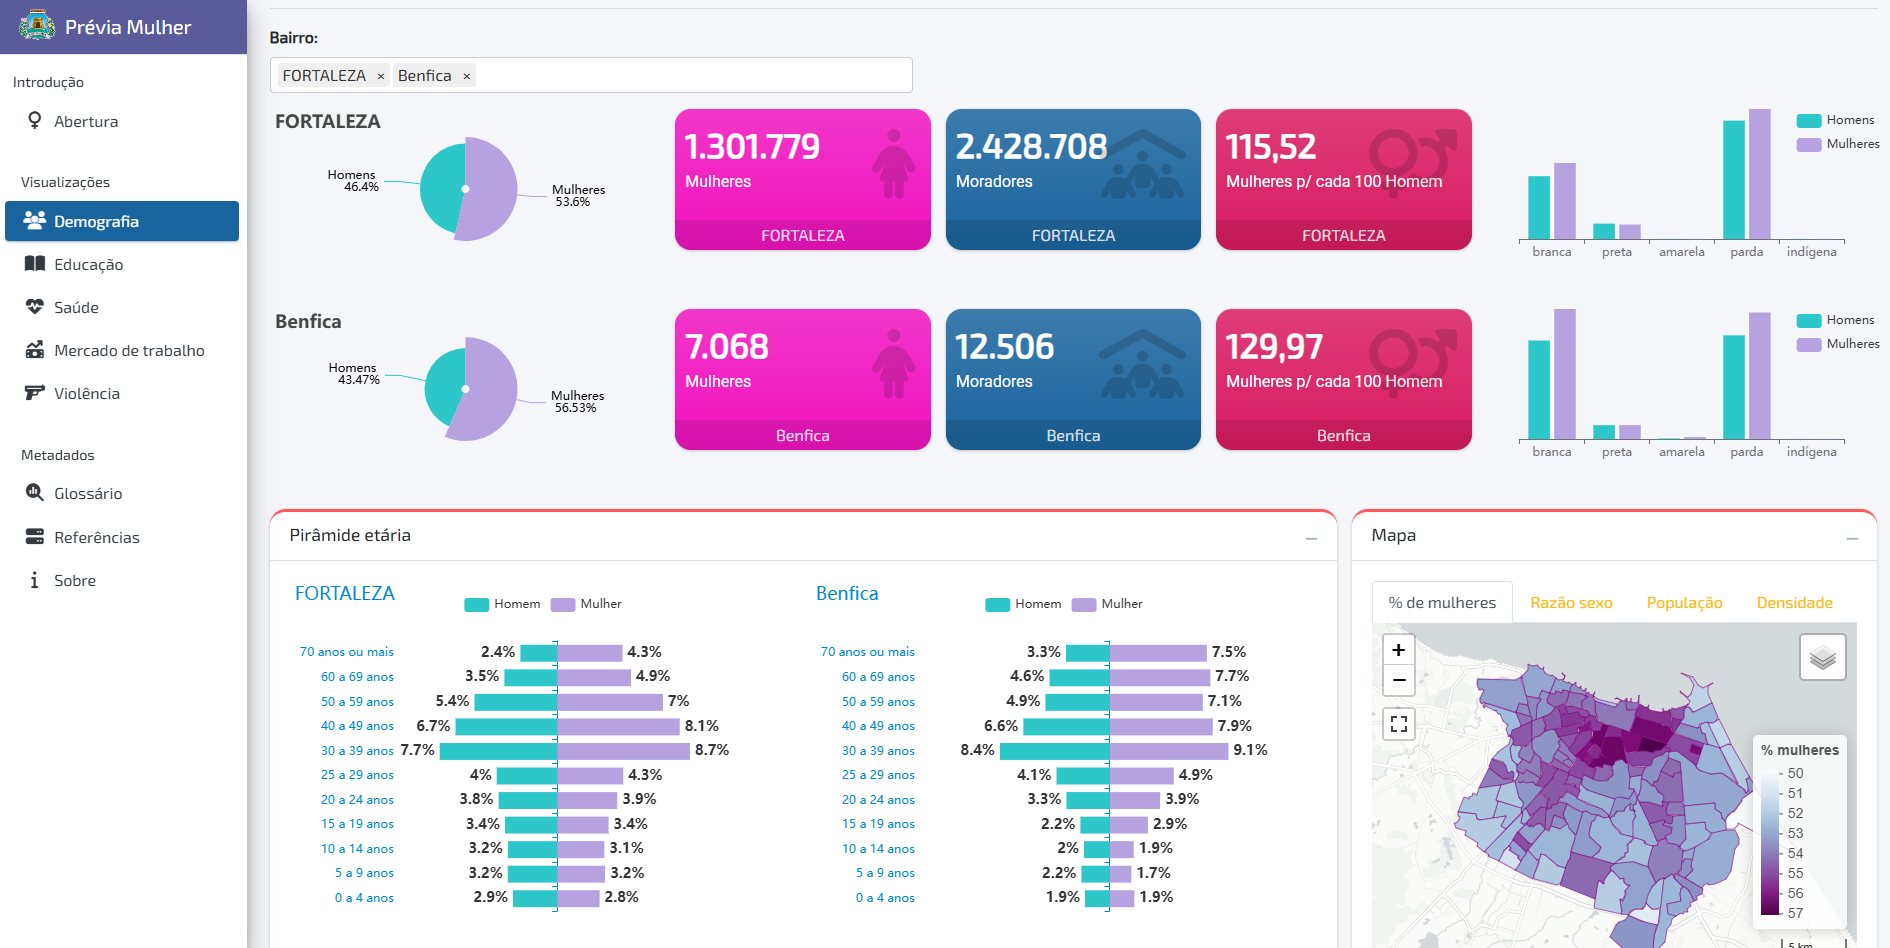 Prévia Mulher
Introdução
Abertura
Visualizações
Demografia
Educação
Saúde
Mercado de trabalho
Violência
Metadados
Glossário
Referências
Sobre
Bairro:
FORTALEZA × Benfica ×
FORTALEZA
Homens
46.4%
Mulheres
53.6%
1.301.779
Mulheres
FORTALEZA
2.428.708
Moradores
FORTALEZA
115,52
Mulheres p/ cada 100 Homem
FORTALEZA
Homens
Mulheres
branca preta amarela parda indígena
Benfica
Homens
43.47%
Mulheres
56.53%
7.068
Mulheres
Benfica
12.506
Moradores
Benfica
129,97
Mulheres p/ cada 100 Homem
Benfica
Homens
Mulheres
branca preta amarela parda indígena
Pirâmide etária
FORTALEZA
Homem Mulher
70 anos ou mais 2.4% 4.3%
60 a 69 anos 3.5% 4.9%
50 a 59 anos 5.4% 7%
40 a 49 anos 6.7% 8.1%
30 a 39 anos 7.7% 8.7%
25 a 29 anos 4% 4.3%
20 a 24 anos 3.8% 3.9%
15 a 19 anos 3.4% 3.4%
10 a 14 anos 3.2% 3.1%
5 a 9 anos 3.2% 3.2%
0 a 4 anos 2.9% 2.8%
Benfica
Homem Mulher
70 anos ou mais 3.3% 7.5%
60 a 69 anos 4.6% 7.7%
50 a 59 anos 4.9% 7.1%
40 a 49 anos 6.6% 7.9%
30 a 39 anos 8.4% 9.1%
25 a 29 anos 4.1% 4.9%
20 a 24 anos 3.3% 3.9%
15 a 19 anos 2.2% 2.9%
10 a 14 anos 2% 1.9%
5 a 9 anos 2.2% 1.7%
0 a 4 anos 1.9% 1.9%
Mapa
% de mulheres Razão sexo População Densidade
+
−
% mulheres
50
51
52
53
54
55
56
57
5 km